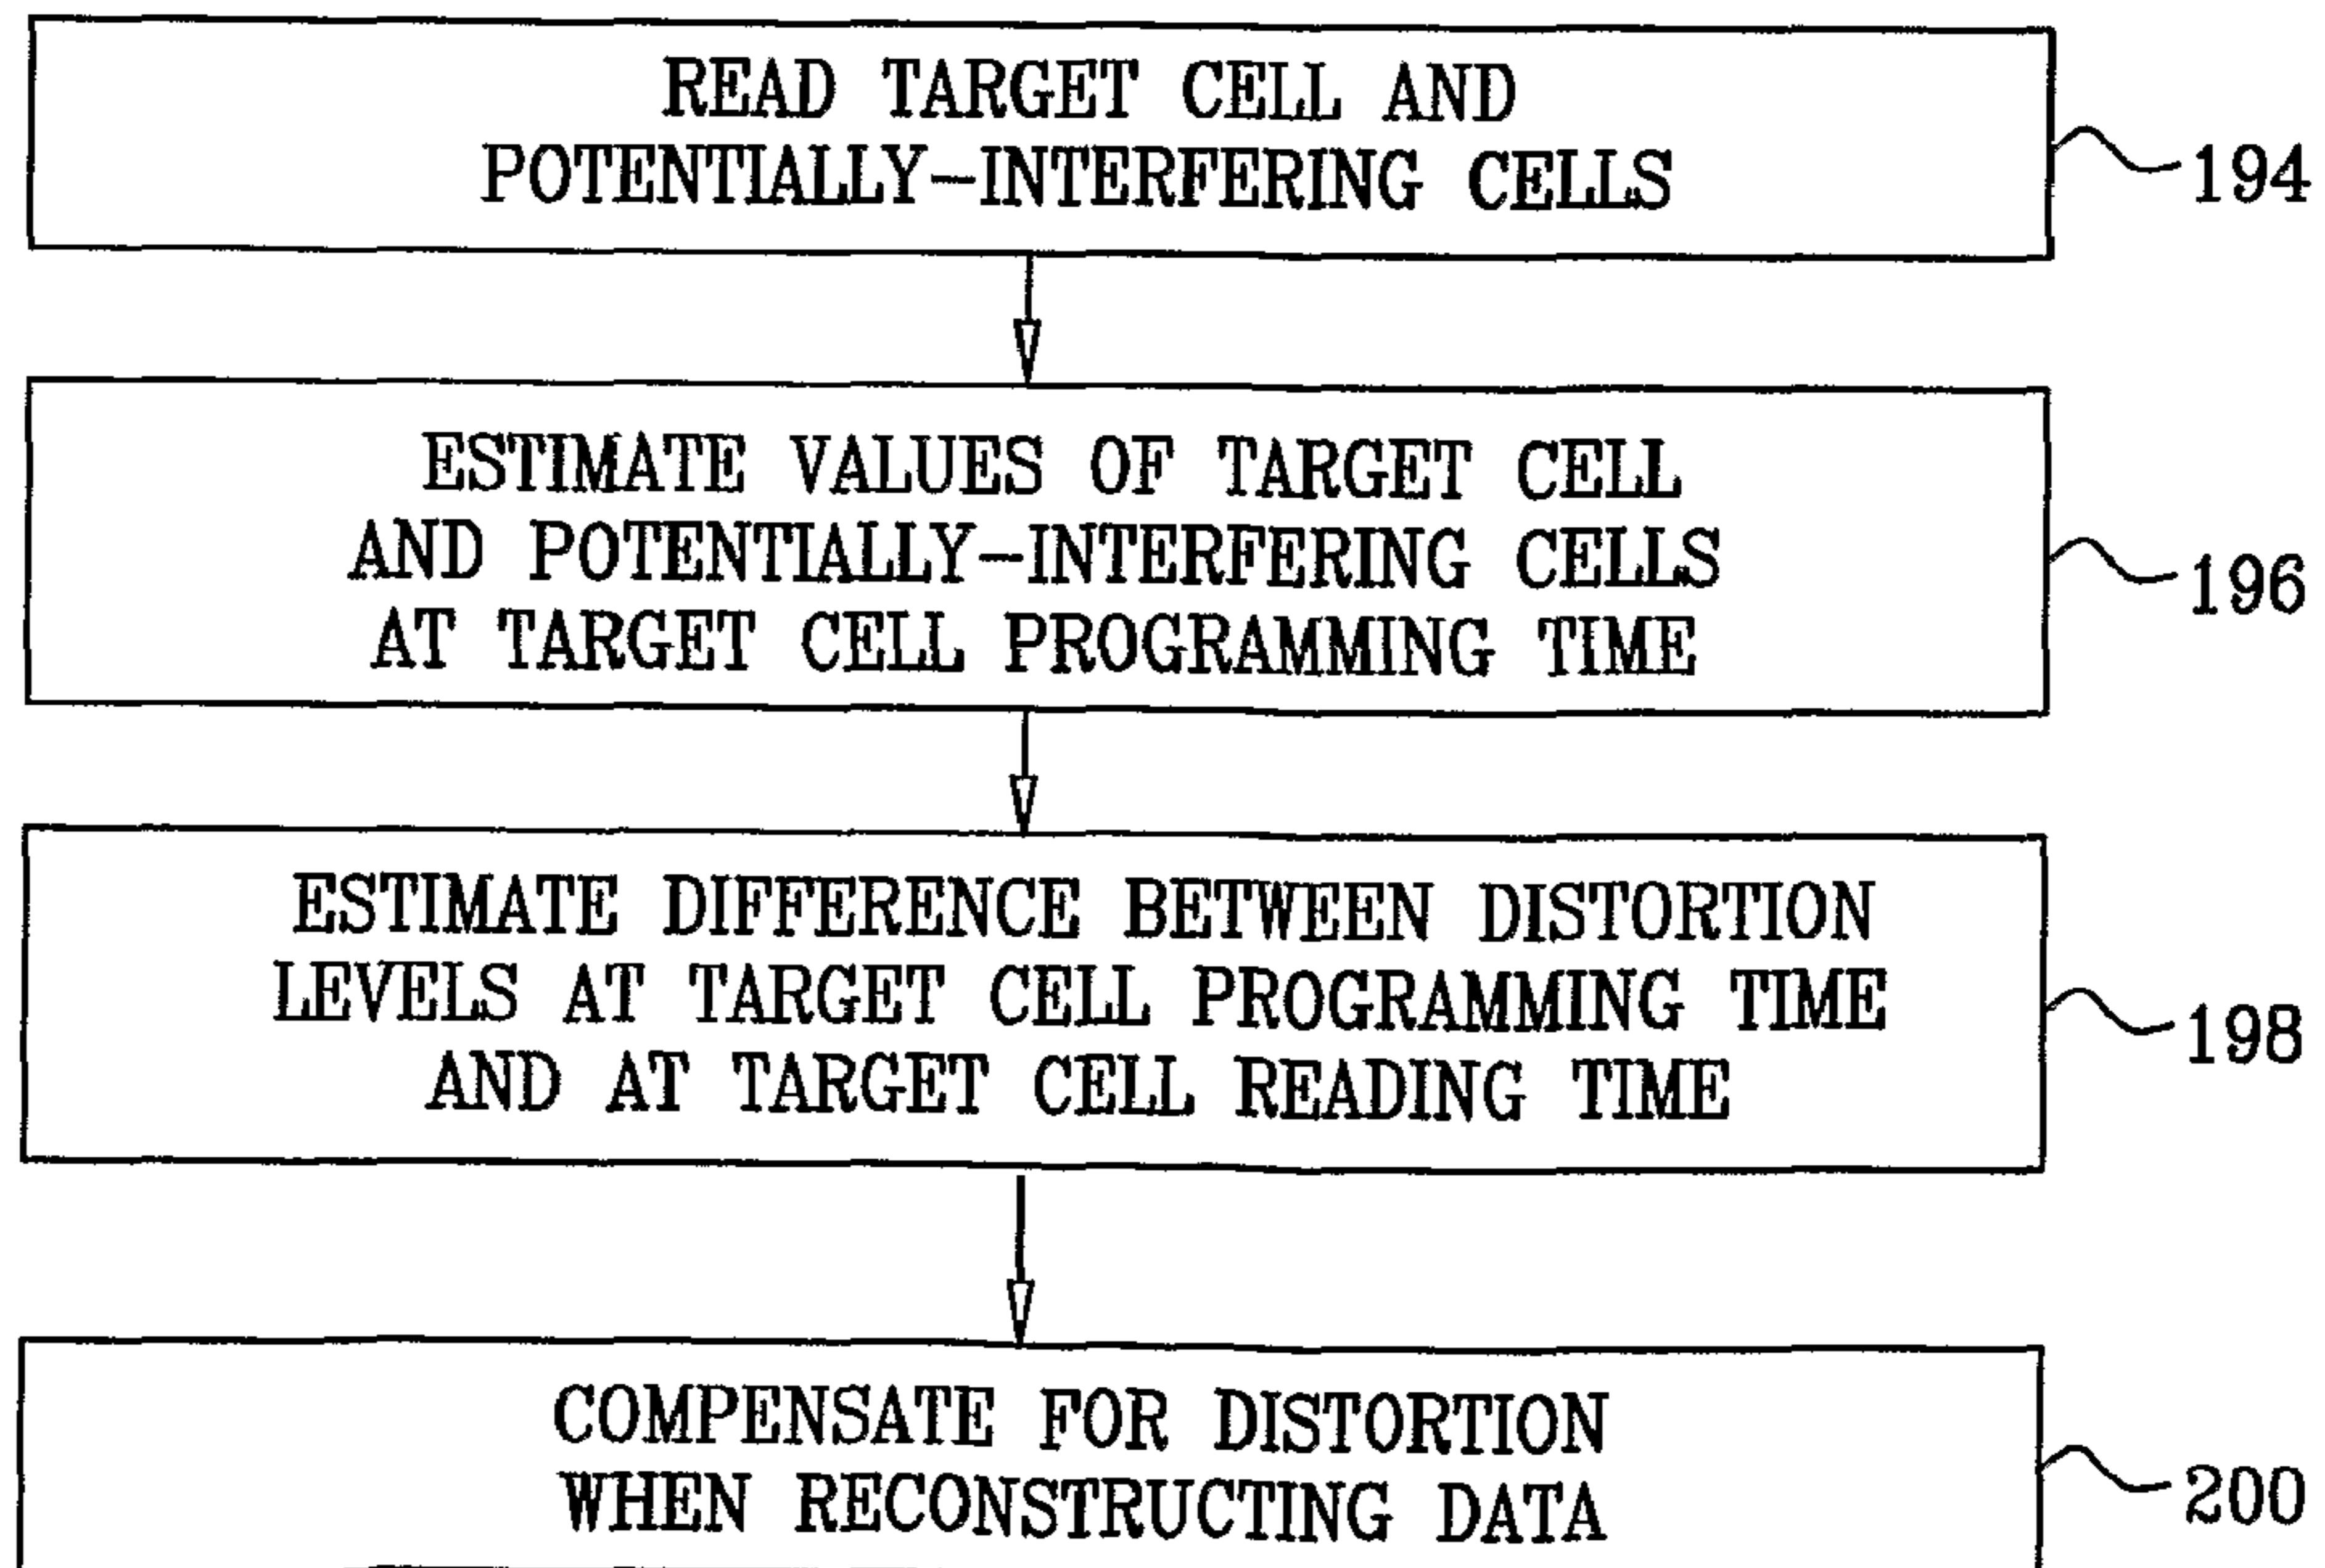 READ TARGET CELL AND
POTENTIALLY-INTERFERING CELLS
194
ESTIMATE VALUES OF TARGET CELL
AND POTENTIALLY-INTERFERING CELLS
AT TARGET CELL PROGRAMMING TIME
196
ESTIMATE DIFFERENCE BETWEEN DISTORTION
LEVELS AT TARGET CELL PROGRAMMING TIME
AND AT TARGET CELL READING TIME
198
COMPENSATE FOR DISTORTION
WHEN RECONSTRUCTING DATA
200